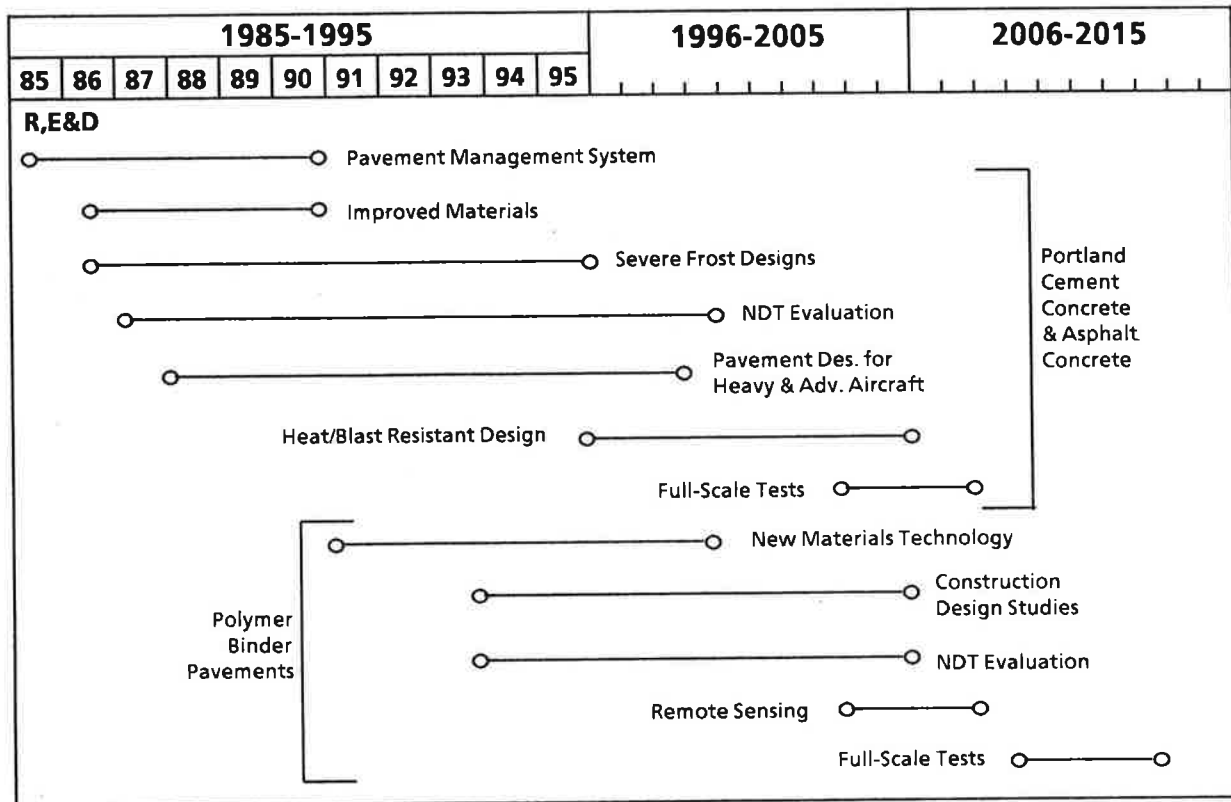 1985-1995
1996-2005
2006-2015
85 86 87 88 89 90 91 92 93 94 95
R,E&D
Pavement Management System
Improved Materials
Severe Frost Designs
NDT Evaluation
Pavement Des. for
Heavy & Adv. Aircraft
Heat/Blast Resistant Design
Full-Scale Tests
Portland
Cement
Concrete
& Asphalt
Concrete
New Materials Technology
Construction
Design Studies
NDT Evaluation
Remote Sensing
Full-Scale Tests
Polymer
Binder
Pavements